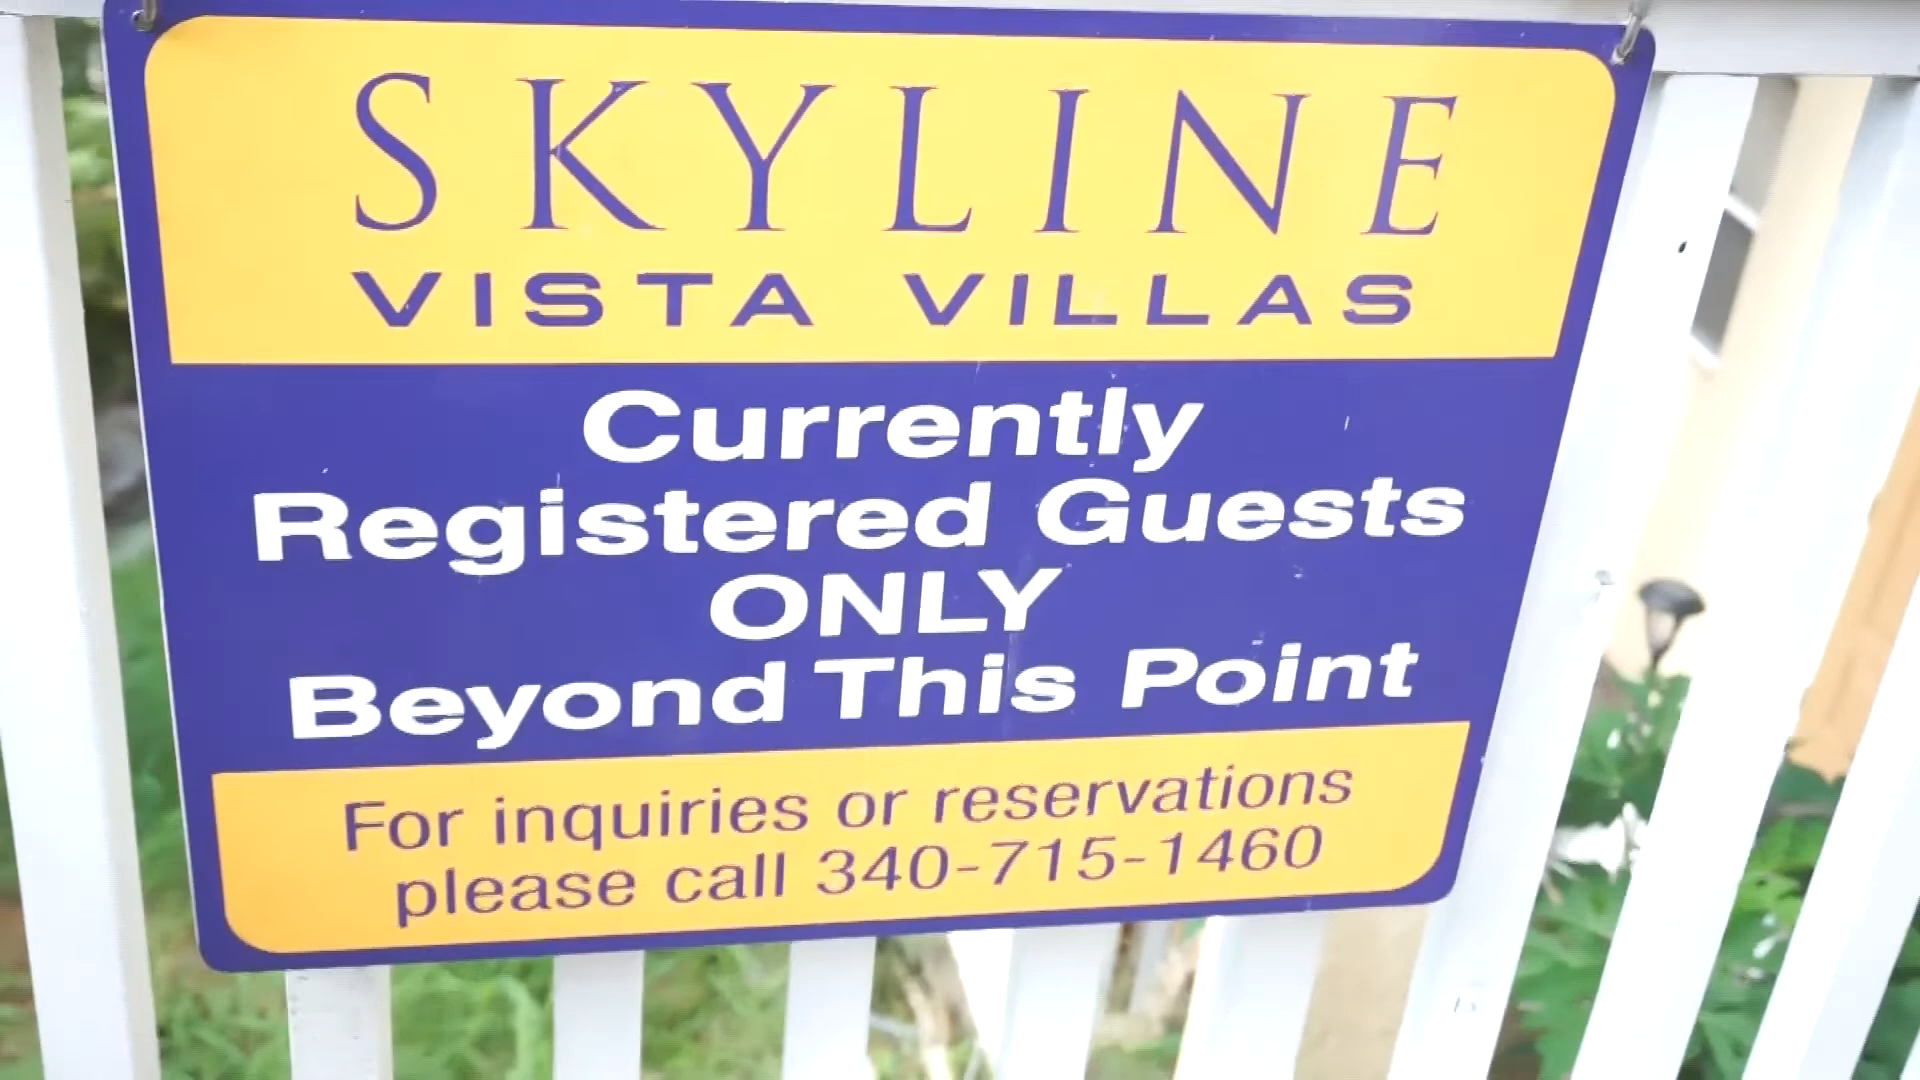 SKYLINE
VISTA VILLAS
Currently
Registered Guests
ONLY
Beyond This Point
For inquiries or reservations
please call 340-715-1460